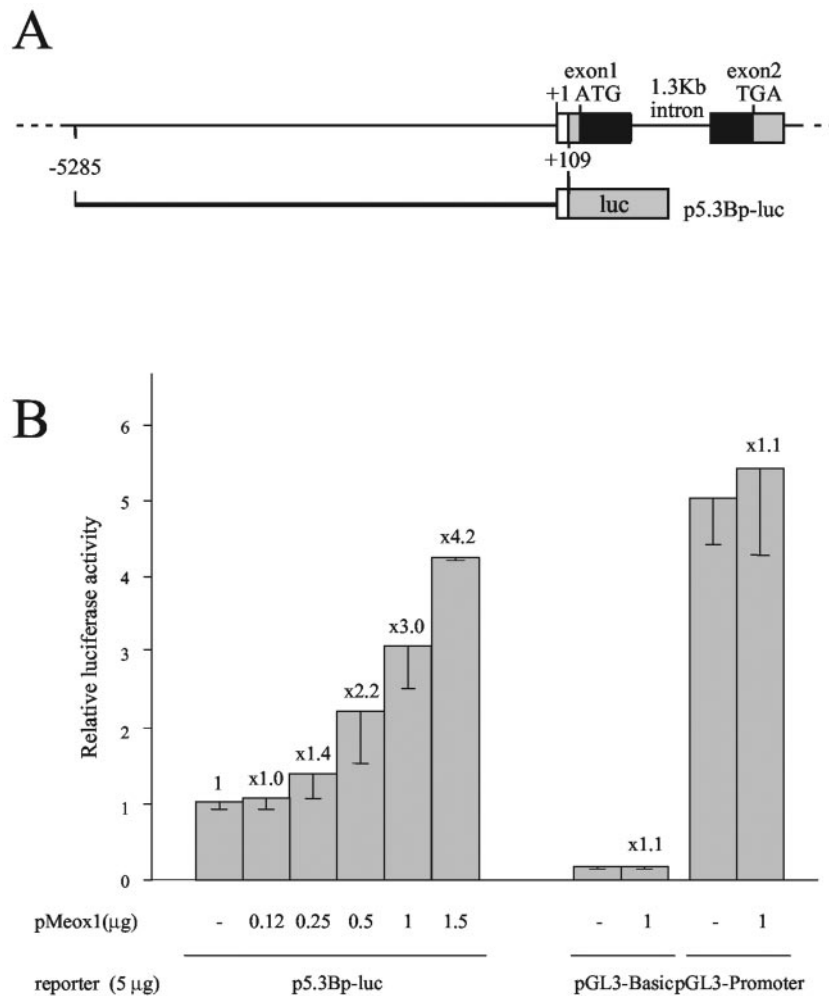 A
exon1 exon2
+1 ATG 1.3Kb TGA
intron
-5285 +109
luc p5.3Bp-luc
B
Relative luciferase activity
6
5
4
3
2
1
0
1 x1.0 x1.4 x2.2 x3.0 x4.2 x1.1 x1.1
pMeox1(μg) - 0.12 0.25 0.5 1 1.5 - 1 - 1
reporter (5 μg) p5.3Bp-luc pGL3-BasicpGL3-Promoter